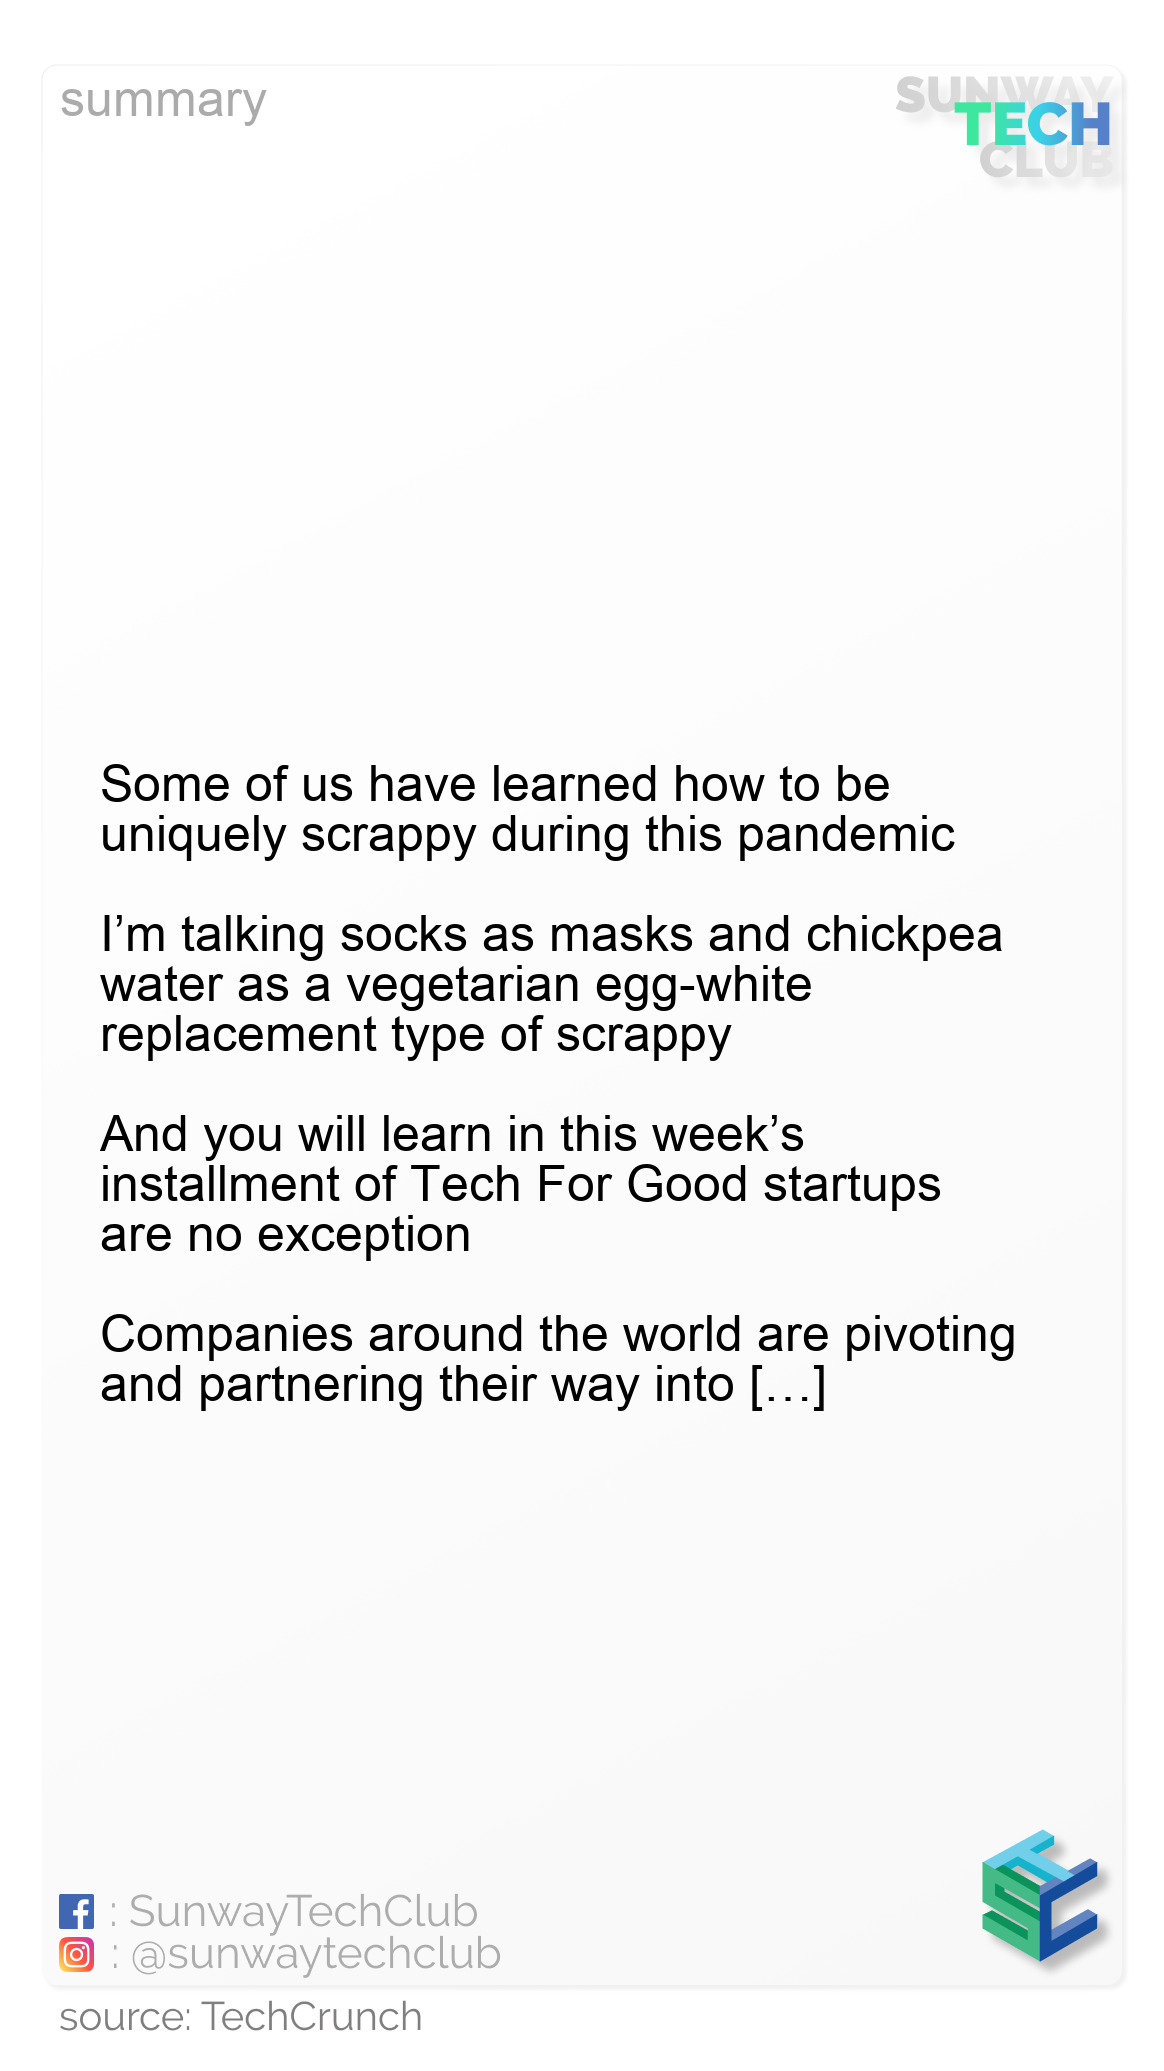 summary
SUNWAY
TECH
CLUB
Some of us have learned how to be
uniquely scrappy during this pandemic
I’m talking socks as masks and chickpea
water as a vegetarian egg-white
replacement type of scrappy
And you will learn in this week’s
installment of Tech For Good startups
are no exception
Companies around the world are pivoting
and partnering their way into […]
: SunwayTechClub
: @sunwaytechclub
source: TechCrunch